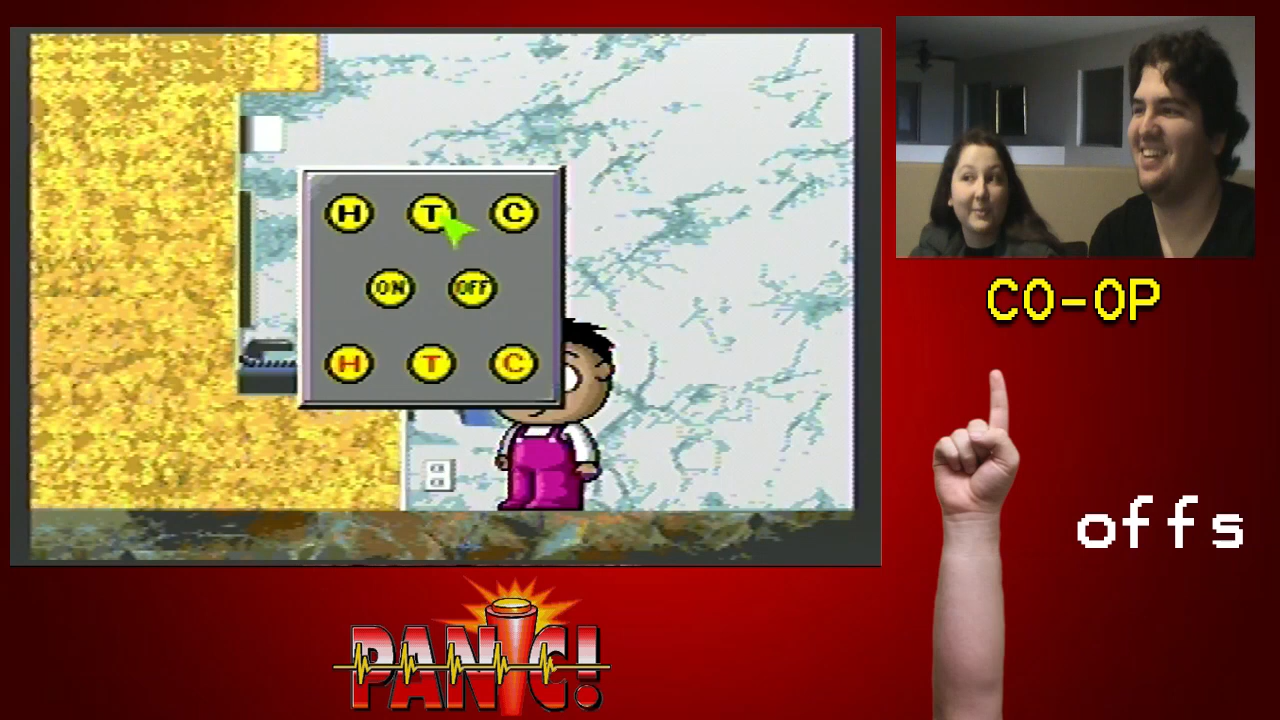 H T C
ON OFF
H T C
CO-OP
offs
PANIC!